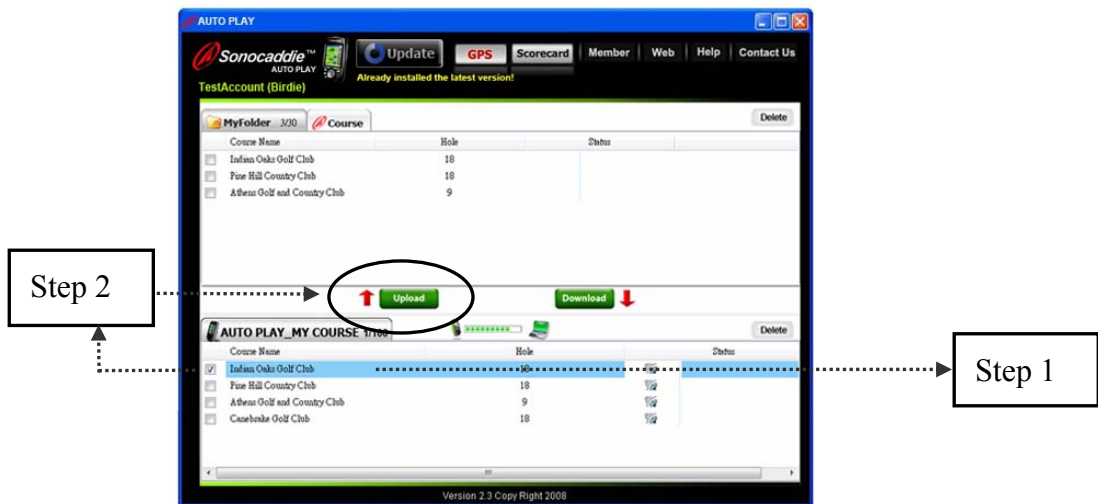 AUTO PLAY
Sonocaddie™
AUTO PLAY
Update
GPS
Scorecard
Member
Web
Help
Contact Us
Already installed the latest version!
TestAccount (Birdie)
MyFolder 3/30
Course
Delete
Course Name Hole Status
Indian Oaks Golf Club 18
Pine Hill Country Club 18
Athens Golf and Country Club 9
Step 2
Upload
Download
AUTO PLAY_MY COURSE 1/100
Delete
Course Name Hole Status
Indian Oaks Golf Club 18
Step 1
Pine Hill Country Club 18
Athens Golf and Country Club 9
Canebrake Golf Club 18
Version 2.3 Copy Right 2008